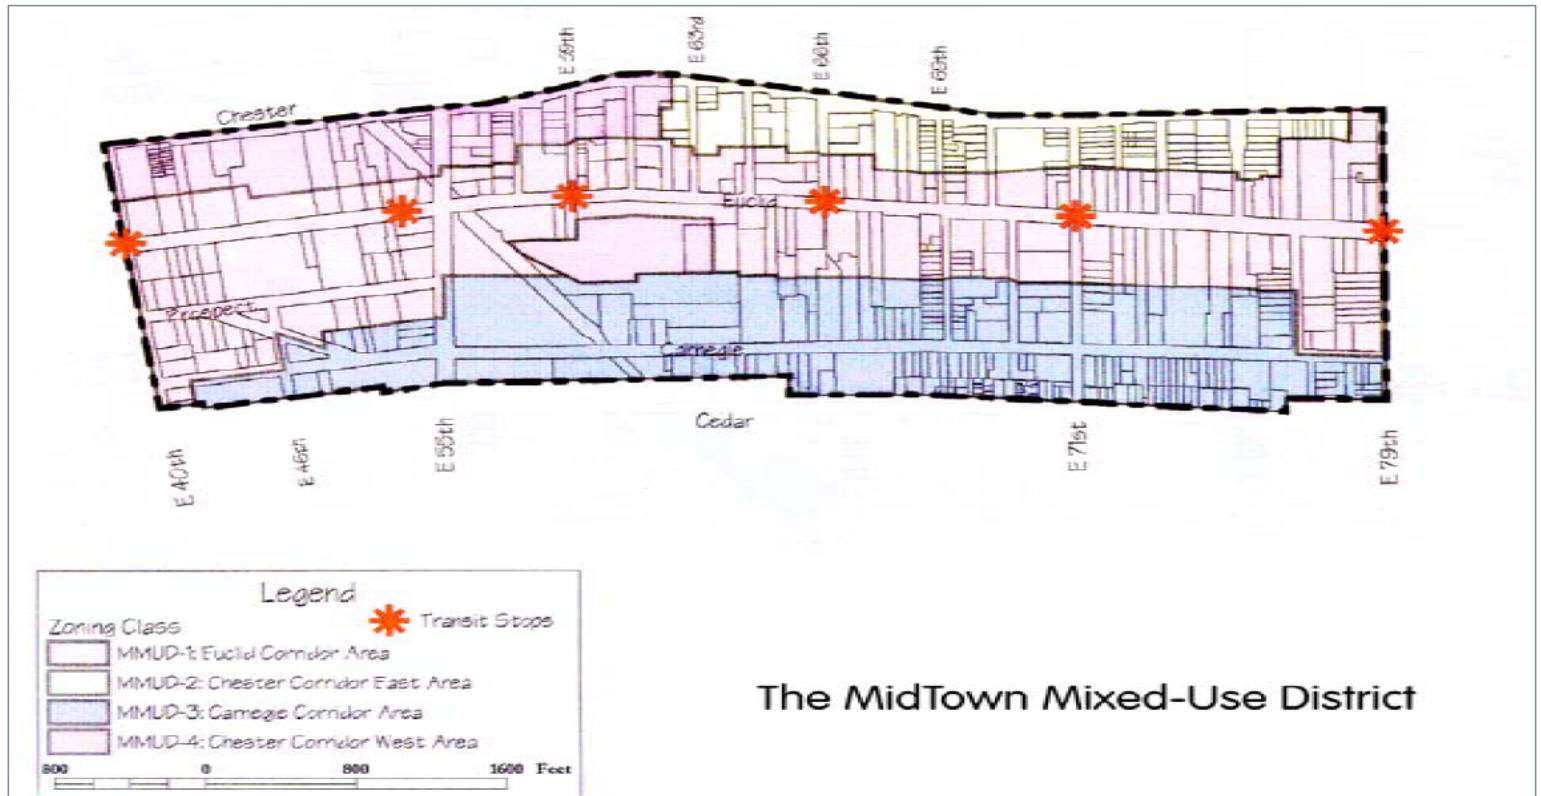 E 59th
E 63rd
E 66th
E 69th
Chester
Euclid
Prospect
Carnegie
Cedar
E 40th
E 46th
E 55th
E 71st
E 79th
Legend
Zoning Class
Transit Stops
MMUD-1: Euclid Corridor Area
MMUD-2: Chester Corridor East Area
MMUD-3: Carnegie Corridor Area
MMUD-4: Chester Corridor West Area
800 0 800 1600 Feet
The MidTown Mixed-Use District